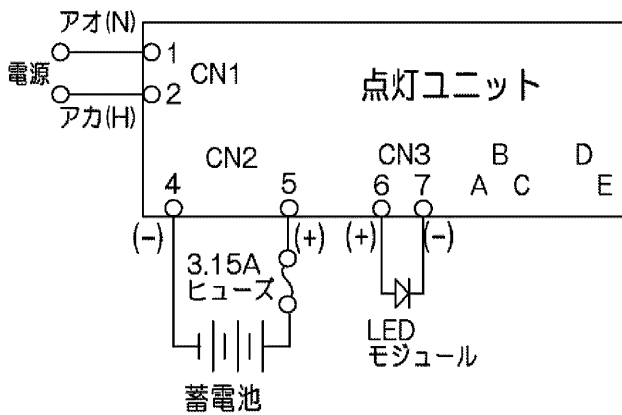 アオ(N)
電源
1
CN1
2
アカ(H)
点灯ユニット
CN2
CN3
B
D
A
C
E
4
5
6
7
(-)
(+)
(+)
(-)
3.15A
ヒューズ
LED
モジュール
蓄電池